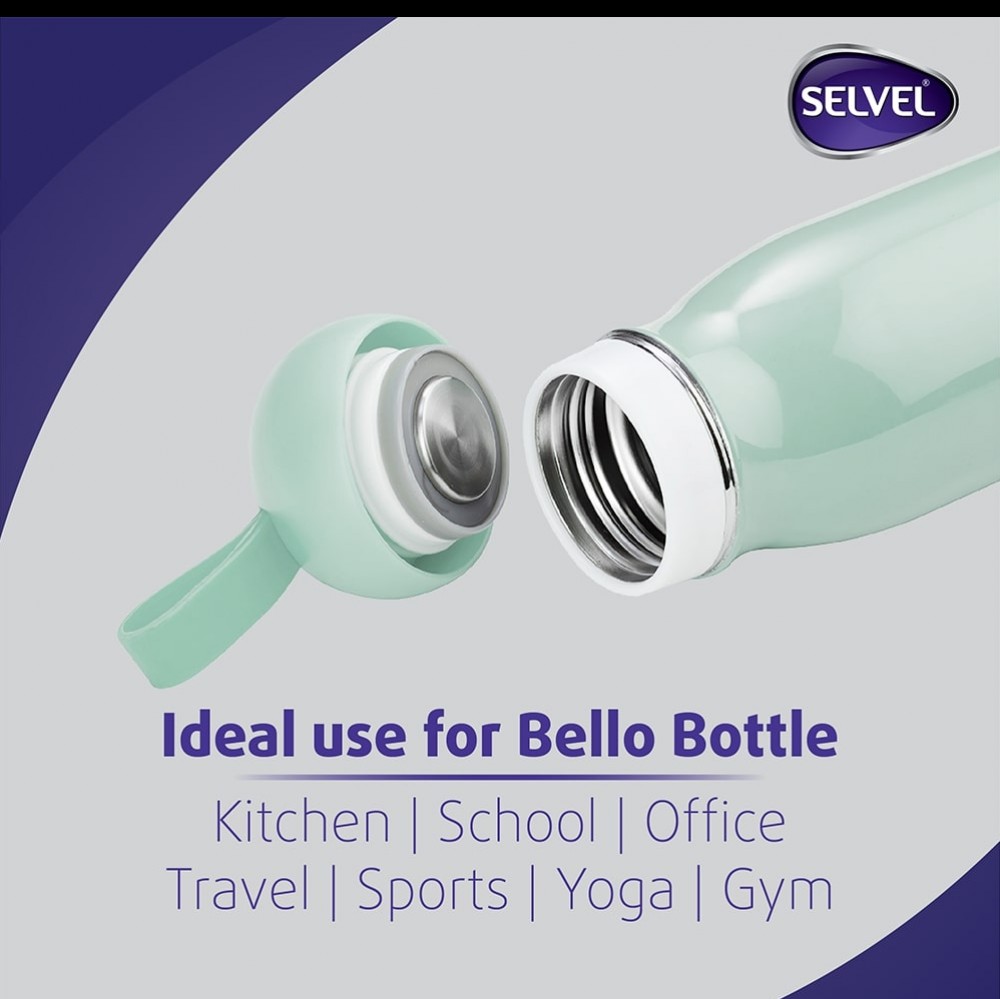 SELVEL®
Ideal use for Bello Bottle
Kitchen | School | Office
Travel | Sports | Yoga | Gym